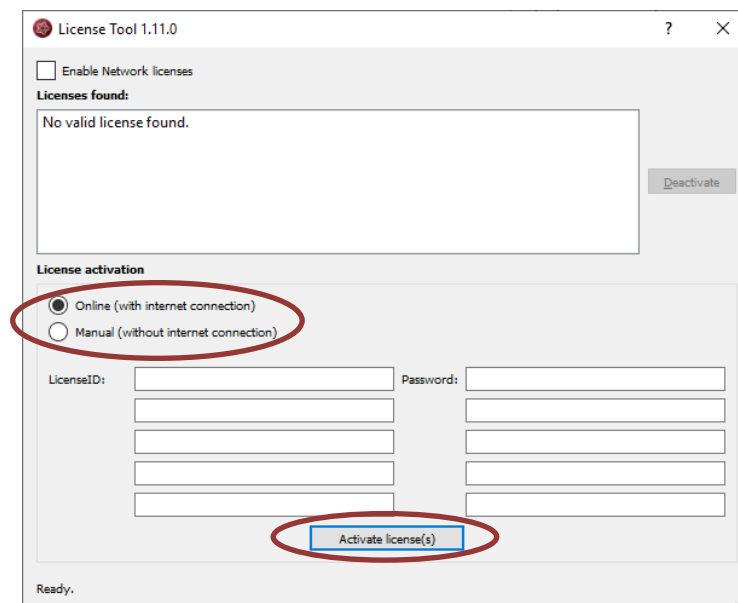 License Tool 1.11.0 ?
Enable Network licenses
Licenses found:
No valid license found.
Deactivate
License activation
Online (with internet connection)
Manual (without internet connection)
LicenseID: Password:
Activate license(s)
Ready.